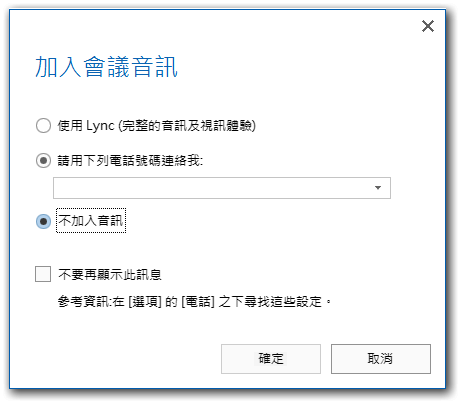 加入會議音訊
使用 Lync (完整的音訊及視訊體驗)
請用下列電話號碼連絡我:
不加入音訊
不要再顯示此訊息
參考資訊:在 [選項] 的 [電話] 之下尋找這些設定。
確定
取消